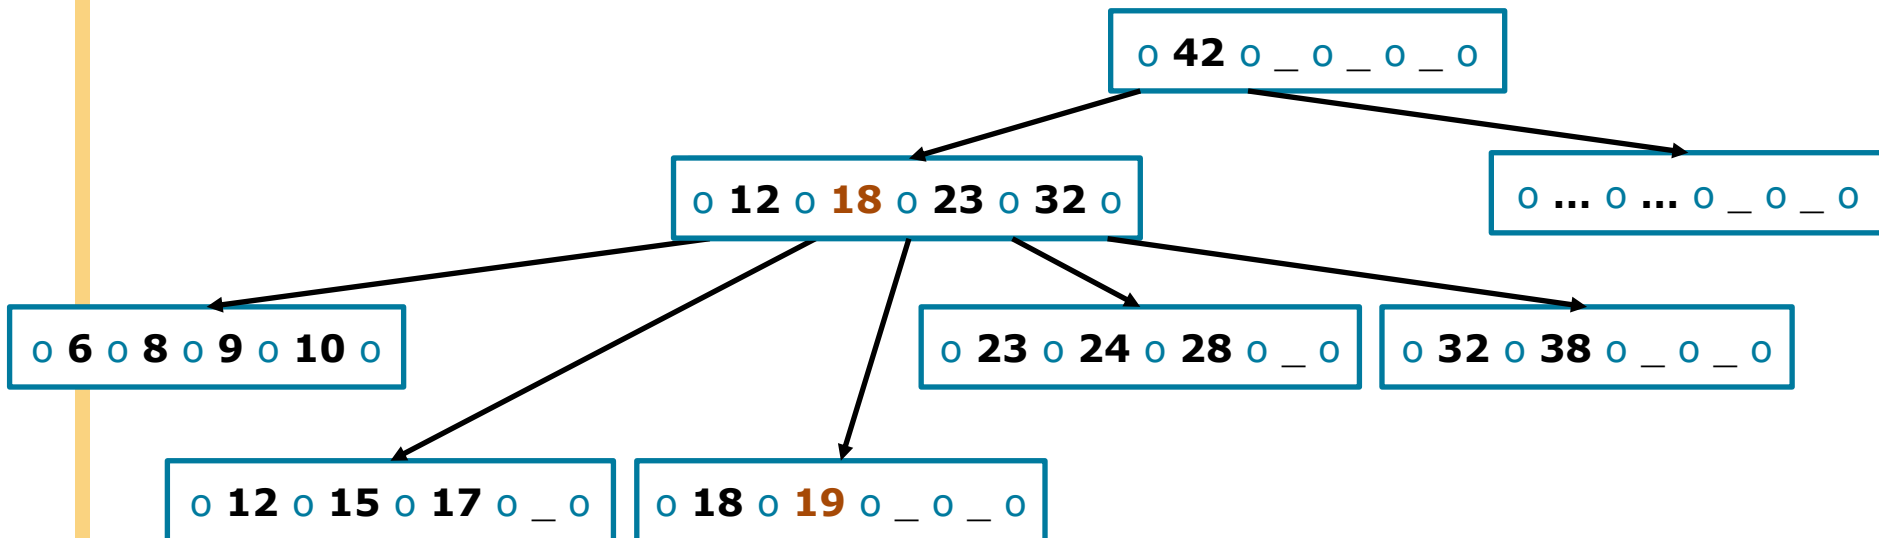 o 42 o _ o _ o _ o
o 12 o 18 o 23 o 32 o
o ... o ... o _ o _ o
o 6 o 8 o 9 o 10 o
o 23 o 24 o 28 o _ o
o 32 o 38 o _ o _ o
o 12 o 15 o 17 o _ o
o 18 o 19 o _ o _ o